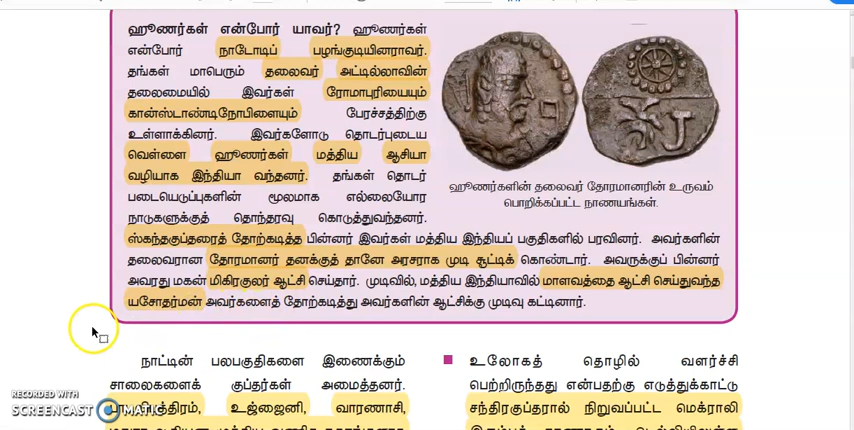 ஹூணர்கள் என்போர் யாவர்? ஹூணர்கள்
என்போர் நாடோடிப் பழங்குடியினராவர்.
தங்கள் மாபெரும் தலைவர் அட்டில்லாவின்
தலைமையில் இவர்கள் ரோமாபுரியையும்
கான்ஸ்டாண்டிநோபிளையும் பேரச்சத்திற்கு
உள்ளாக்கினர். இவர்களோடு தொடர்புடைய
வெள்ளை ஹூணர்கள் மத்திய ஆசியா
வழியாக இந்தியா வந்தனர். தங்கள் தொடர்
படையெடுப்புகளின் மூலமாக எல்லையோர
நாடுகளுக்குத் தொந்தரவு கொடுத்துவந்தனர்.
ஸ்கந்தகுப்தரைத் தோற்கடித்த பின்னர் இவர்கள் மத்திய இந்தியப் பகுதிகளில் பரவினர். அவர்களின்
தலைவரான தோரமானர் தனக்குத் தானே அரசராக முடி சூட்டிக் கொண்டார். அவருக்குப் பின்னர்
அவரது மகன் மிகிரகுலர் ஆட்சி செய்தார். முடிவில், மத்திய இந்தியாவில் மாளவத்தை ஆட்சி செய்துவந்த
யசோதர்மன் அவர்களைத் தோற்கடித்து அவர்களின் ஆட்சிக்கு முடிவு கட்டினார்.
ஹூணர்களின் தலைவர் தோரமானரின் உருவம்
பொறிக்கப்பட்ட நாணயங்கள்.
நாட்டின் பலபகுதிகளை இணைக்கும்
சாலைகளைக் குப்தர்கள் அமைத்தனர்.
உஜ்ஜைனி, வாரணாசி,
உலோகத் தொழில் வளர்ச்சி
பெற்றிருந்தது என்பதற்கு எடுத்துக்காட்டு
சந்திரகுப்தரால் நிறுவப்பட்ட மெக்ராலி
RECORDED WITH
SCREENCAST MATIC